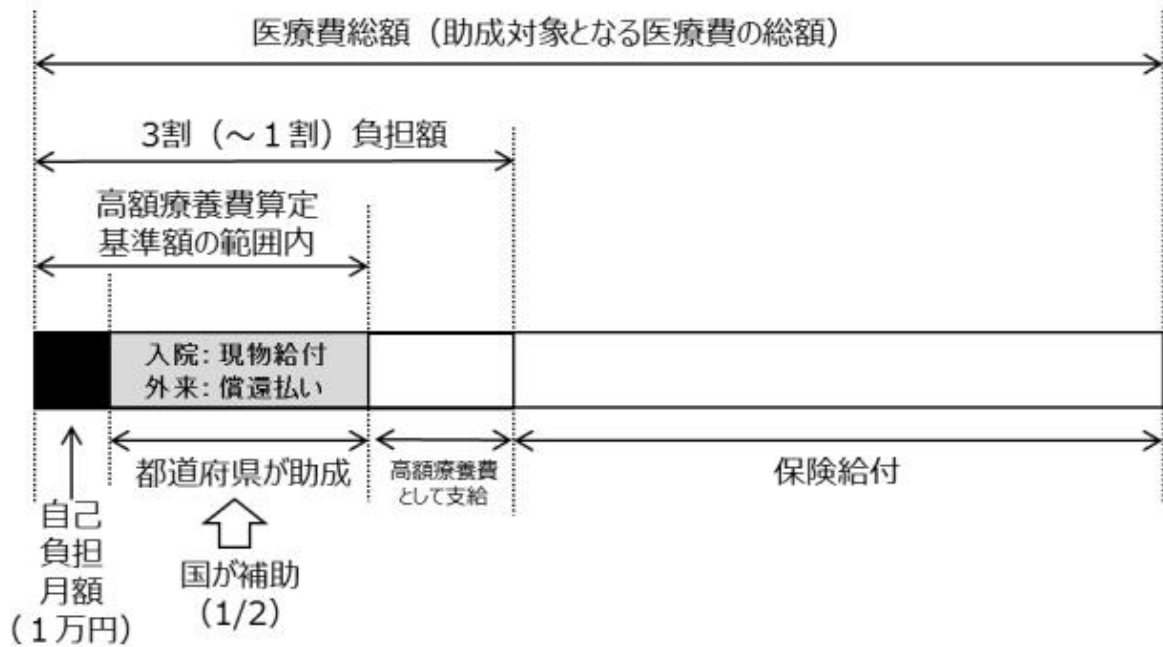 医療費総額（助成対象となる医療費の総額）
3割（～１割）負担額
高額療養費算定
基準額の範囲内
入院：現物給付
外来：償還払い
都道府県が助成
高額療養費
として支給
保険給付
自己
負担
月額
（１万円）
国が補助
（1/2）